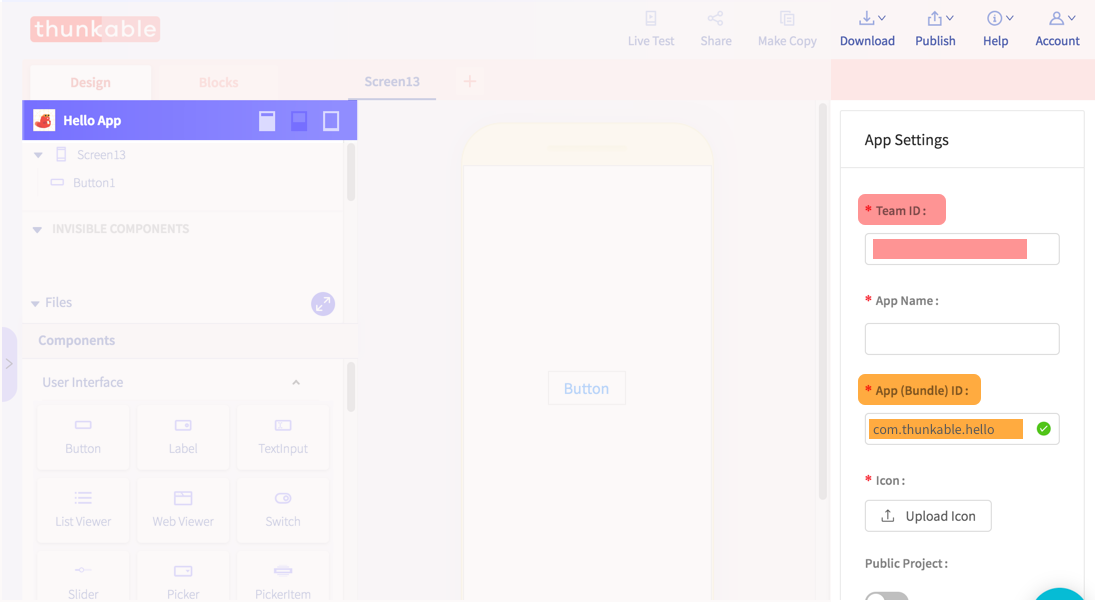 thunkable
Live Test
Share
Make Copy
Download
Publish
Help
Account
Design
Blocks
Screen13
+
Hello App
Screen13
Button1
INVISIBLE COMPONENTS
Files
Components
User Interface
Button
Label
TextInput
List Viewer
Web Viewer
Switch
Slider
Picker
PickerItem
Button
App Settings
* Team ID :
* App Name :
* App (Bundle) ID :
com.thunkable.hello
* Icon :
Upload Icon
Public Project :